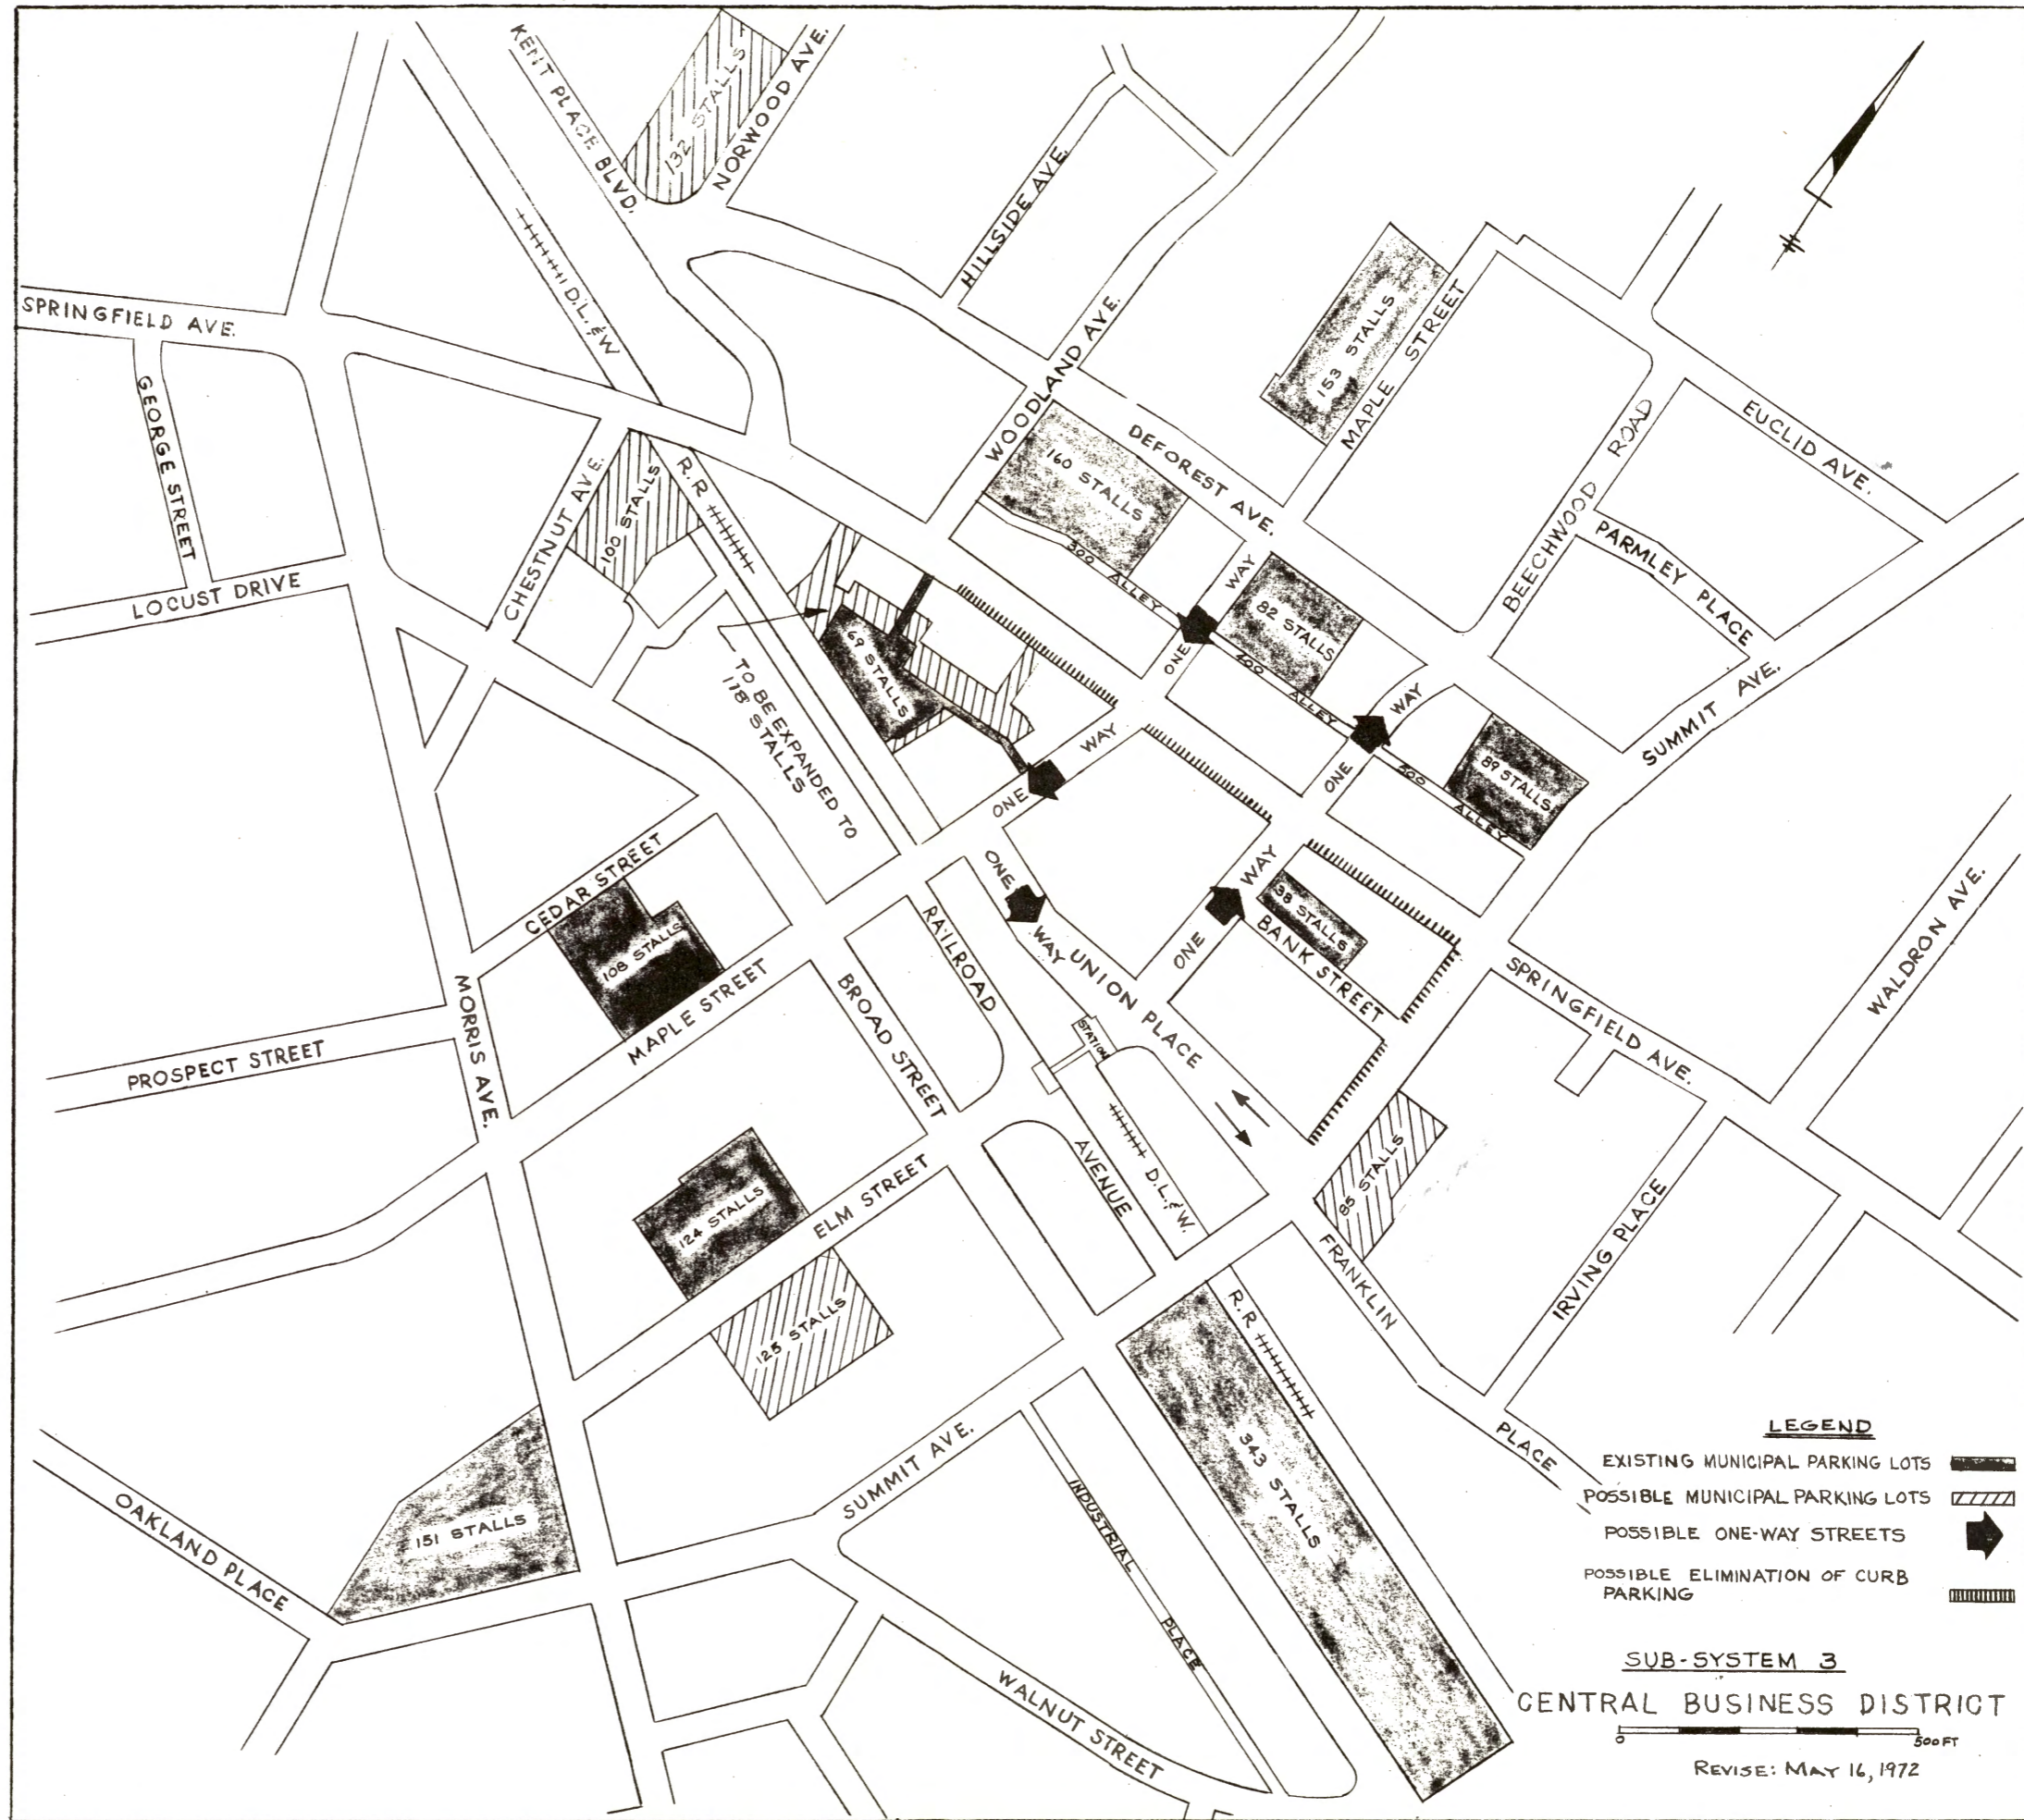 KENT PLACE BLVD.
132 STALLS
NORWOOD AVE.
HILLSIDE AVE.
D.L. & W
SPRINGFIELD AVE.
GEORGE STREET
LOCUST DRIVE
CHESTNUT AVE.
100 STALLS
R.R
WOODLAND AVE.
160 STALLS
DEFOREST AVE.
153 STALLS
MAPLE STREET
BEECHWOOD ROAD
EUCLID AVE.
PARMLEY PLACE
SUMMIT AVE.
300 ALLEY
ONE WAY
82 STALLS
ALLEY
ONE WAY
89 STALLS
ALLEY
69 STALLS
TO BE EXPANDED TO
178 STALLS
ONE WAY
ONE WAY
ONE WAY
38 STALLS
BANK STREET
UNION PLACE
STATION
CEDAR STREET
108 STALLS
MAPLE STREET
MORRIS AVE.
PROSPECT STREET
RAILROAD
AVENUE
BROAD STREET
D.L. & W.
SPRINGFIELD AVE.
WALDRON AVE.
85 STALLS
IRVING PLACE
FRANKLIN
PLACE
124 STALLS
ELM STREET
125 STALLS
R.R
343 STALLS
SUMMIT AVE.
INDUSTRIAL
PLACE
151 STALLS
OAKLAND PLACE
WALNUT STREET
LEGEND
EXISTING MUNICIPAL PARKING LOTS
POSSIBLE MUNICIPAL PARKING LOTS
POSSIBLE ONE-WAY STREETS
POSSIBLE ELIMINATION OF CURB
PARKING
SUB-SYSTEM 3
CENTRAL BUSINESS DISTRICT
0 500 FT
REVISE: MAY 16, 1972